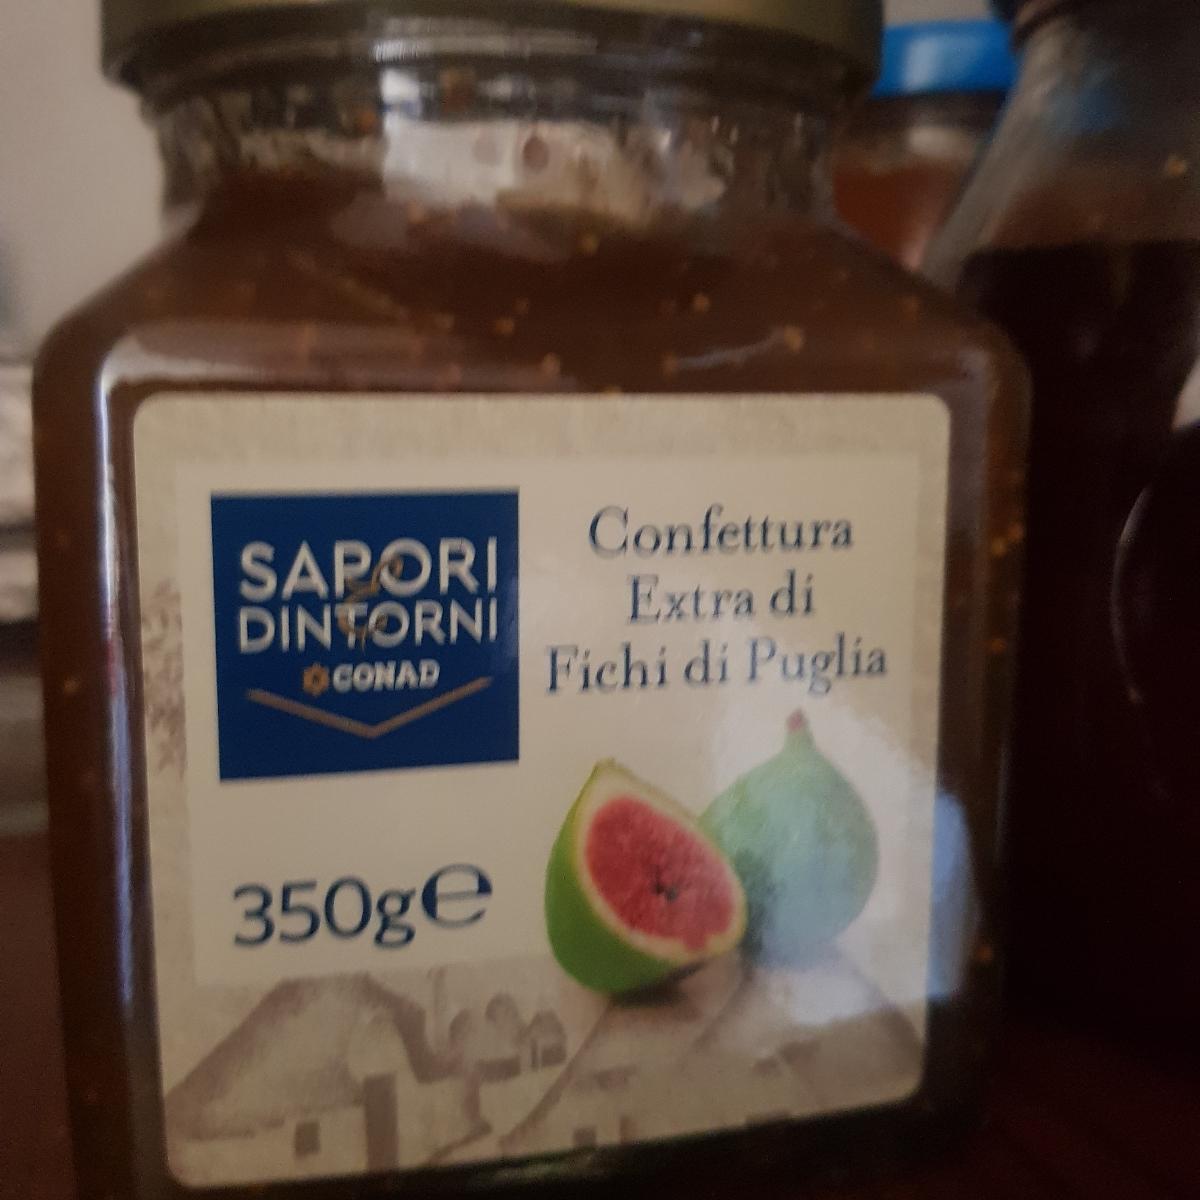 SAPORI
&
DINTORNI
CONAD
Confettura
Extra di
Fichi di Puglia
350g℮